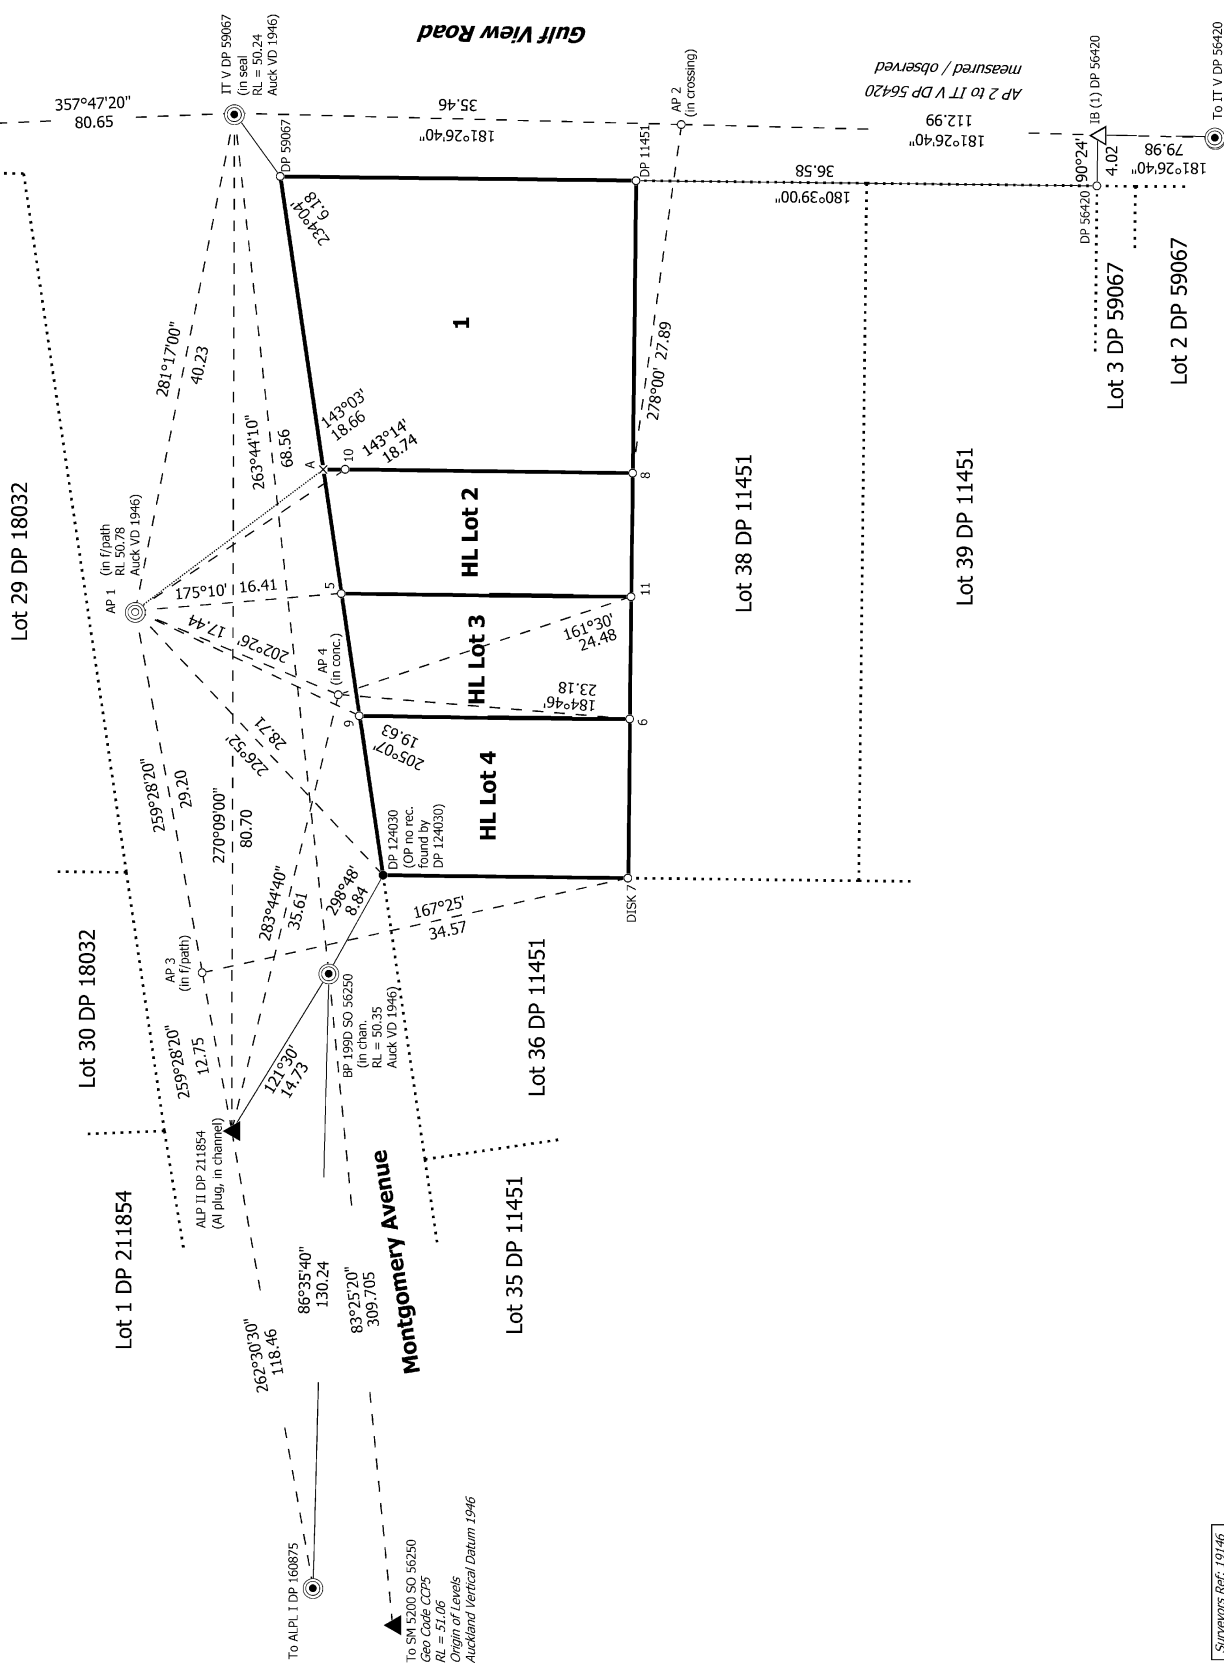 Gulf View Road
IT V DP 59067
(in seal
RL = 50.24
Auck VD 1946)
357°47'20"
80.65
35.46
181°26'40"
AP 2
(in crossing)
AP 2 to IT V DP 56420
measured / observed
112.99
181°26'40"
IB (1) DP 56420
To IT V DP 56420
79.98
181°26'40"
90°24'
4.02
DP 56420
DP 59067
DP 11451
36.58
180°39'00"
234°04'
6.18
Lot 3 DP 59067
Lot 2 DP 59067
1
281°17'00"
40.23
278°00' 27.89
263°44'10"
68.56
143°03'
18.66
143°14'
18.74
A
10
8
Lot 29 DP 18032
AP 1
(in f/path
RL 50.78
Auck VD 1946)
175°10' 16.41
5
11
HL Lot 2
Lot 38 DP 11451
Lot 39 DP 11451
17.44
202°26'
AP 4
(in conc.)
HL Lot 3
161°30'
24.48
23.18
184°46'
9
6
28.71
226°52'
19.63
205°07'
HL Lot 4
259°28'20"
29.20
270°09'00"
80.70
DP 124030
(OP no rec.
found by
DP 124030)
DISK 7
283°44'40"
35.61
298°48'
8.84
167°25'
34.57
Lot 30 DP 18032
AP 3
(in f/path)
Lot 36 DP 11451
259°28'20"
12.75
121°30'
14.73
BP 199D SO 56250
(in chan.
RL = 50.35
Auck VD 1946)
ALP II DP 211854
(Al plug, in channel)
Lot 1 DP 211854
Montgomery Avenue
Lot 35 DP 11451
86°35'40"
130.24
83°25'20"
309.705
262°30'30"
118.46
To ALPL I DP 160875
To SM 5200 SO 56250
Geo Code CCP5
RL = 51.06
Origin of Levels
Auckland Vertical Datum 1946
Surveyors Ref: 19146